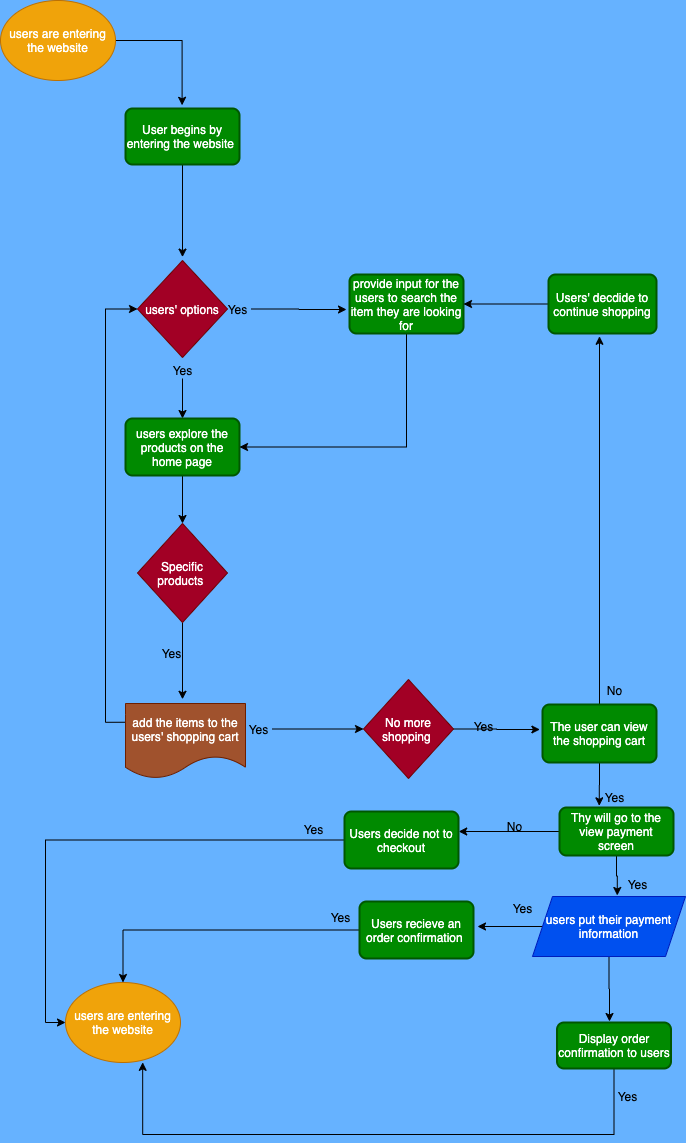 users are entering
the website
User begins by
entering the website
users' options
Yes
provide input for the
users to search the
item they are looking
for
Users' decdide to
continue shopping
Yes
users explore the
products on the
home page
Specific
products
Yes
add the items to the
users' shopping cart
Yes
No more
shopping
Yes
The user can view
the shopping cart
No
Yes
Thy will go to the
view payment
screen
No
Users decide not to
checkout
Yes
Yes
users put their payment
information
Yes
Users recieve an
order confirmation
Yes
users are entering
the website
Display order
confirmation to users
Yes